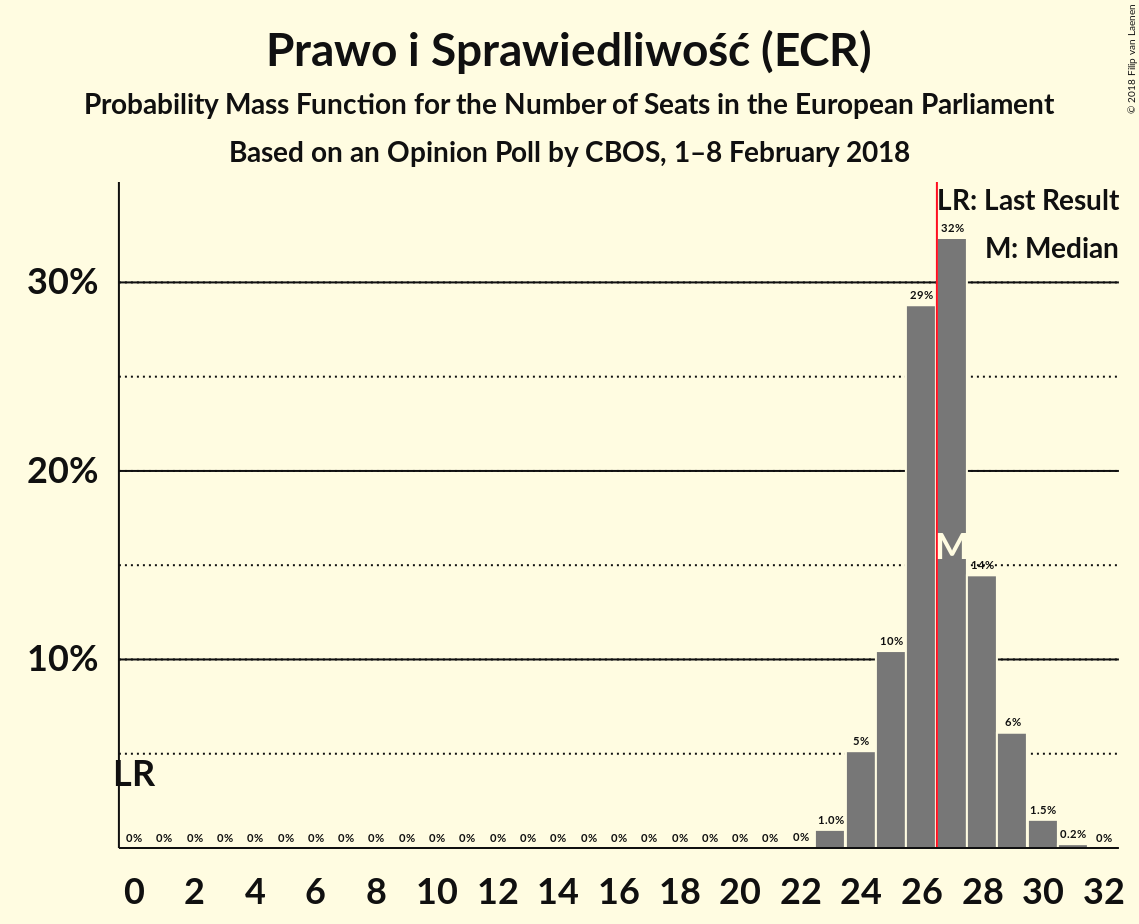 Prawo i Sprawiedliwość (ECR)
Probability Mass Function for the Number of Seats in the European Parliament
Based on an Opinion Poll by CBOS, 1–8 February 2018
© 2018 Filip van Laenen
LR: Last Result
M: Median
30%
20%
10%
LR
M
0% 0% 0% 0% 0% 0% 0% 0% 0% 0% 0% 0% 0% 0% 0% 0% 0% 0% 0% 0% 0% 0% 0% 1.0% 5% 10% 29% 32% 14% 6% 1.5% 0.2% 0%
0 2 4 6 8 10 12 14 16 18 20 22 24 26 28 30 32